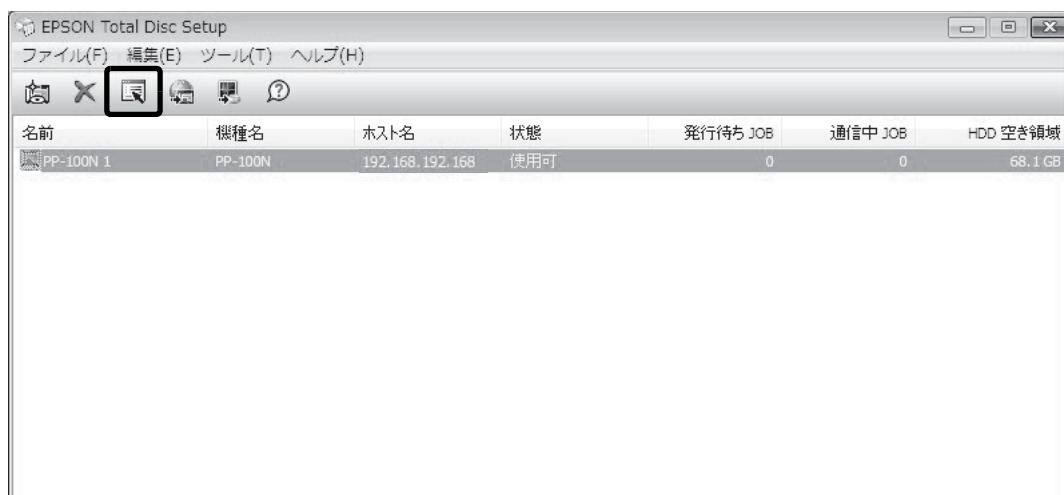 EPSON Total Disc Setup
ファイル(F) 編集(E) ツール(T) ヘルプ(H)
名前 機種名 ホスト名 状態 発行待ち JOB 通信中 JOB HDD 空き領域
PP-100N 1 PP-100N 192.168.192.168 使用可 0 0 68.1 GB